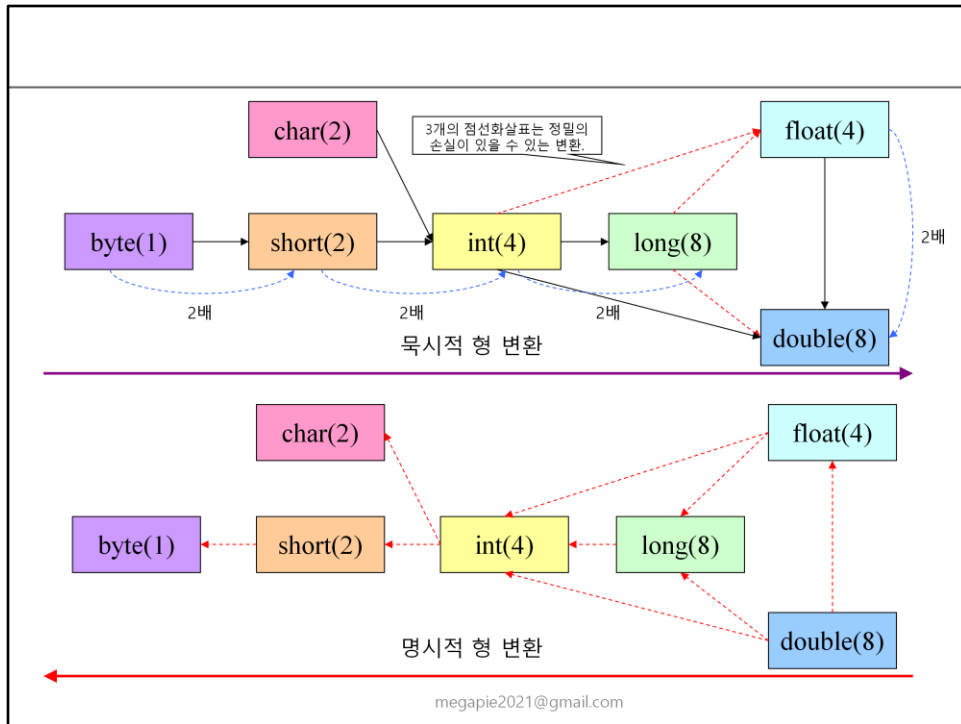 char(2)
3개의 점선화살표는 정밀의
손실이 있을 수 있는 변환.
float(4)
byte(1)
short(2)
int(4)
long(8)
2배
2배
2배
2배
double(8)
묵시적 형 변환
char(2)
float(4)
byte(1)
short(2)
int(4)
long(8)
double(8)
명시적 형 변환
megapie2021@gmail.com